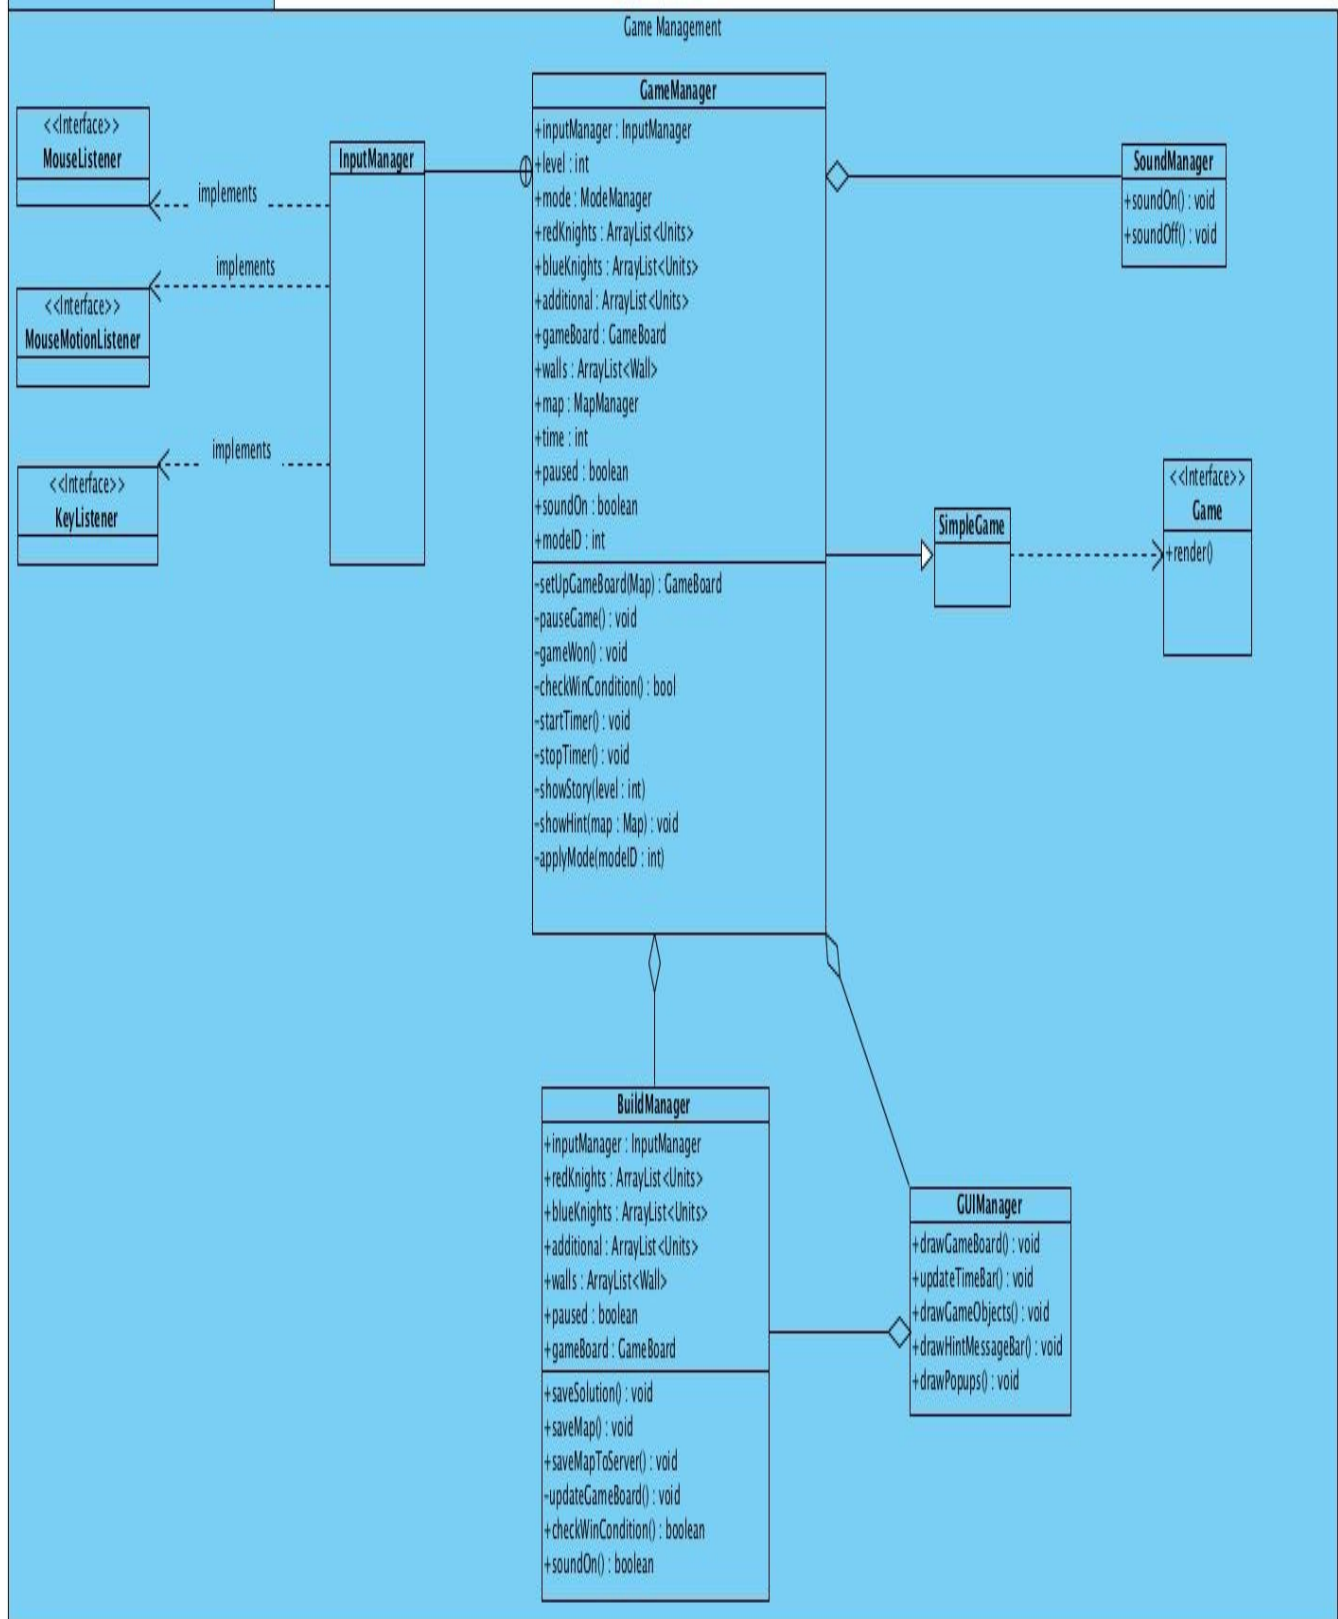 Game Management
<<Interface>>
MouseListener
implements
<<Interface>>
MouseMotionListener
implements
<<Interface>>
KeyListener
implements
InputManager
GameManager
+inputManager : InputManager
+level : int
+mode : ModeManager
+redKnights : ArrayList<Units>
+blueKnights : ArrayList<Units>
+additional : ArrayList<Units>
+gameBoard : GameBoard
+walls : ArrayList<Wall>
+map : MapManager
+time : int
+paused : boolean
+soundOn : boolean
+modeID : int
-setUpGameBoard(Map) : GameBoard
-pauseGame() : void
-gameWon() : void
-checkWinCondition() : bool
-startTimer() : void
-stopTimer() : void
-showStory(level : int)
-showHint(map : Map) : void
-applyMode(modeID : int)
SoundManager
+soundOn() : void
+soundOff() : void
SimpleGame
<<Interface>>
Game
+render()
BuildManager
+inputManager : InputManager
+redKnights : ArrayList<Units>
+blueKnights : ArrayList<Units>
+additional : ArrayList<Units>
+walls : ArrayList<Wall>
+paused : boolean
+gameBoard : GameBoard
+saveSolution() : void
+saveMap() : void
+saveMapToServer() : void
-updateGameBoard() : void
+checkWinCondition() : boolean
+soundOn() : boolean
GUIManager
+drawGameBoard() : void
+updateTimeBar() : void
+drawGameObjects() : void
+drawHintMessageBar() : void
+drawPopups() : void